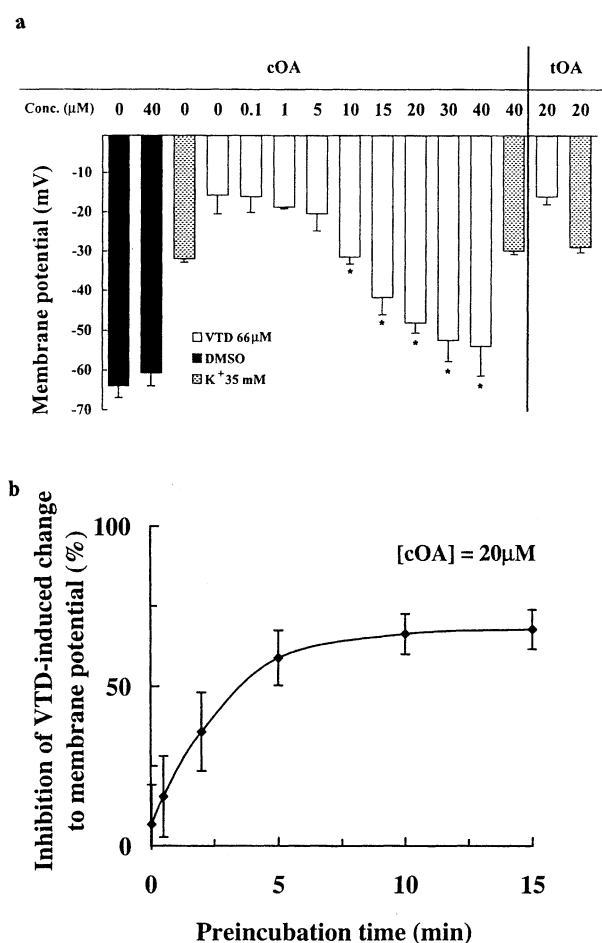 a
cOA tOA
Conc. (μM) 0 40 0 0 0.1 1 5 10 15 20 30 40 40 20 20
Membrane potential (mV)
-10
-20
-30
-40
-50
-60
-70
* * * * *
VTD 66μM
DMSO
K+ 35 mM
b
Inhibition of VTD-induced change
to membrane potential (%)
100
50
0
[cOA] = 20μM
0 5 10 15
Preincubation time (min)